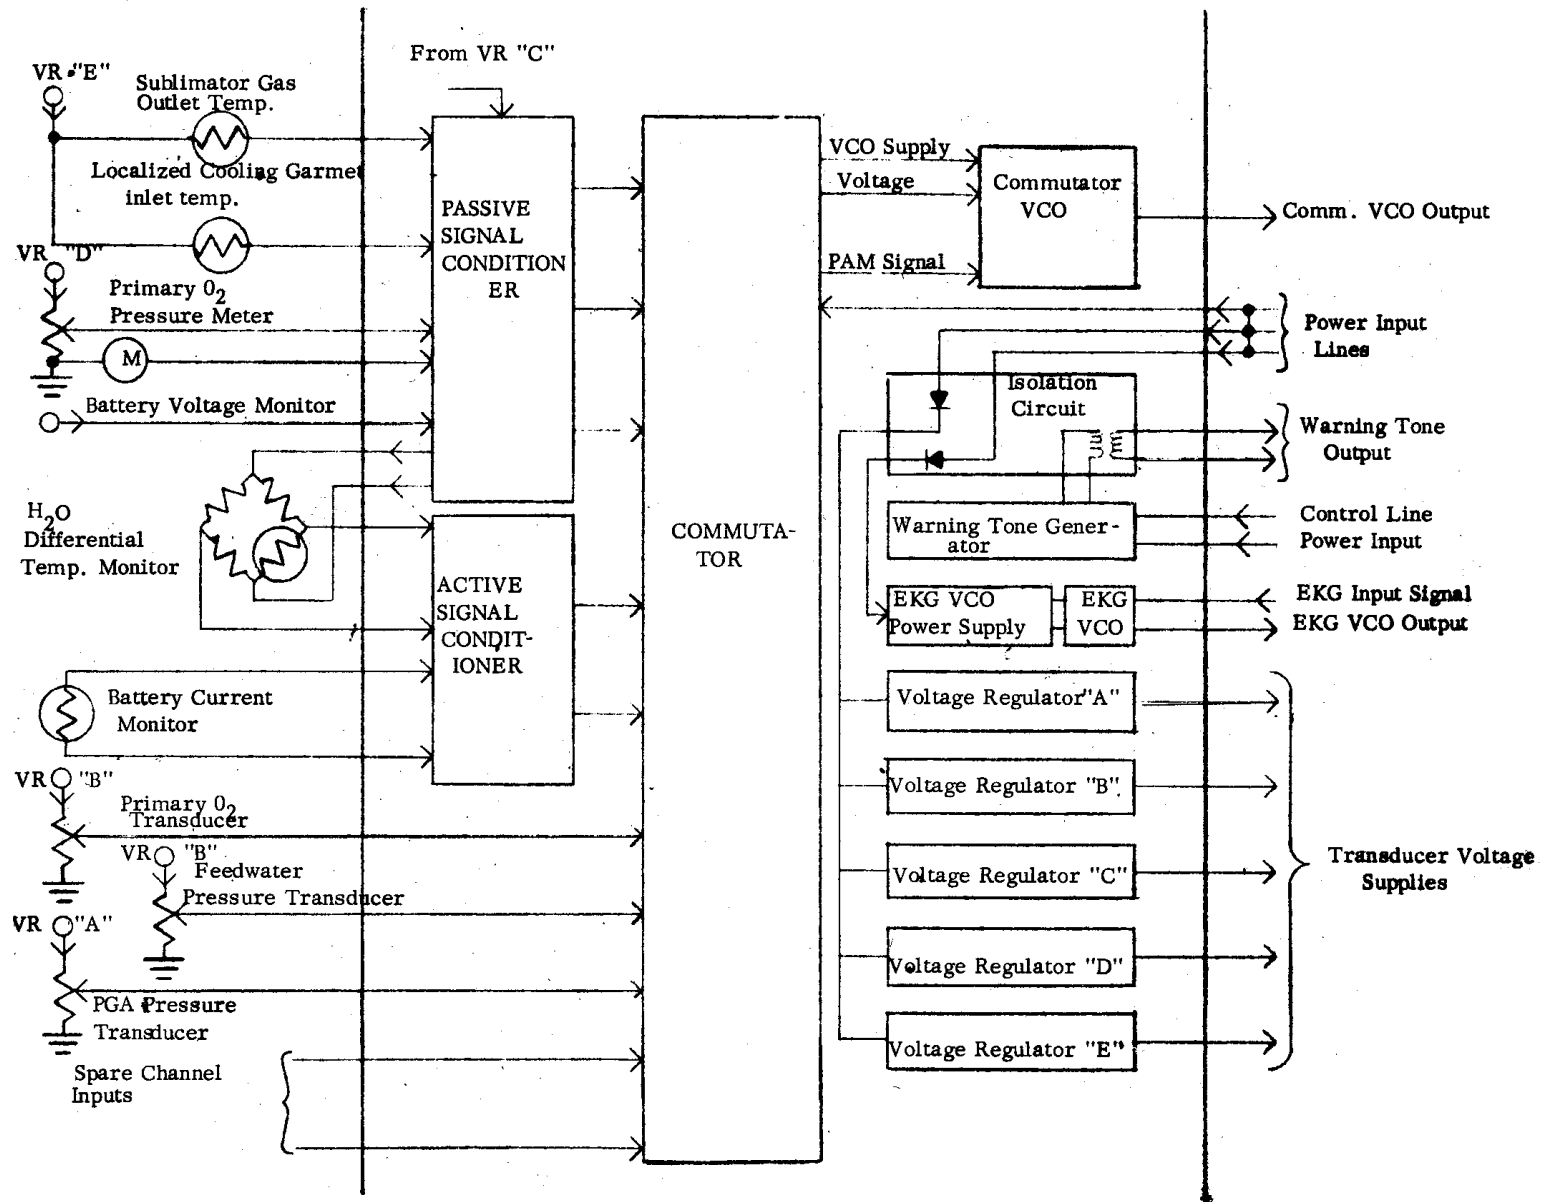 From VR "C"
VR "E"
Sublimator Gas
Outlet Temp.
Localized Cooling Garmet
inlet temp.
VR "D"
Primary O2
Pressure Meter
M
Battery Voltage Monitor
H2O
Differential
Temp. Monitor
Battery Current
Monitor
VR "B"
Primary O2
Transducer
VR "B"
Feedwater
Pressure Transducer
VR "A"
PGA Pressure
Transducer
Spare Channel
Inputs
PASSIVE
SIGNAL
CONDITION
ER
ACTIVE
SIGNAL
CONDIT-
IONER
COMMUTA-
TOR
VCO Supply
Voltage
PAM Signal
Commutator
VCO
Comm. VCO Output
Power Input
Lines
Isolation
Circuit
Warning Tone
Output
Warning Tone Gener-
ator
Control Line
Power Input
EKG VCO
Power Supply
EKG
VCO
EKG Input Signal
EKG VCO Output
Voltage Regulator"A"
Voltage Regulator "B"
Voltage Regulator "C"
Voltage Regulator "D"
Voltage Regulator "E"
Transducer Voltage
Supplies